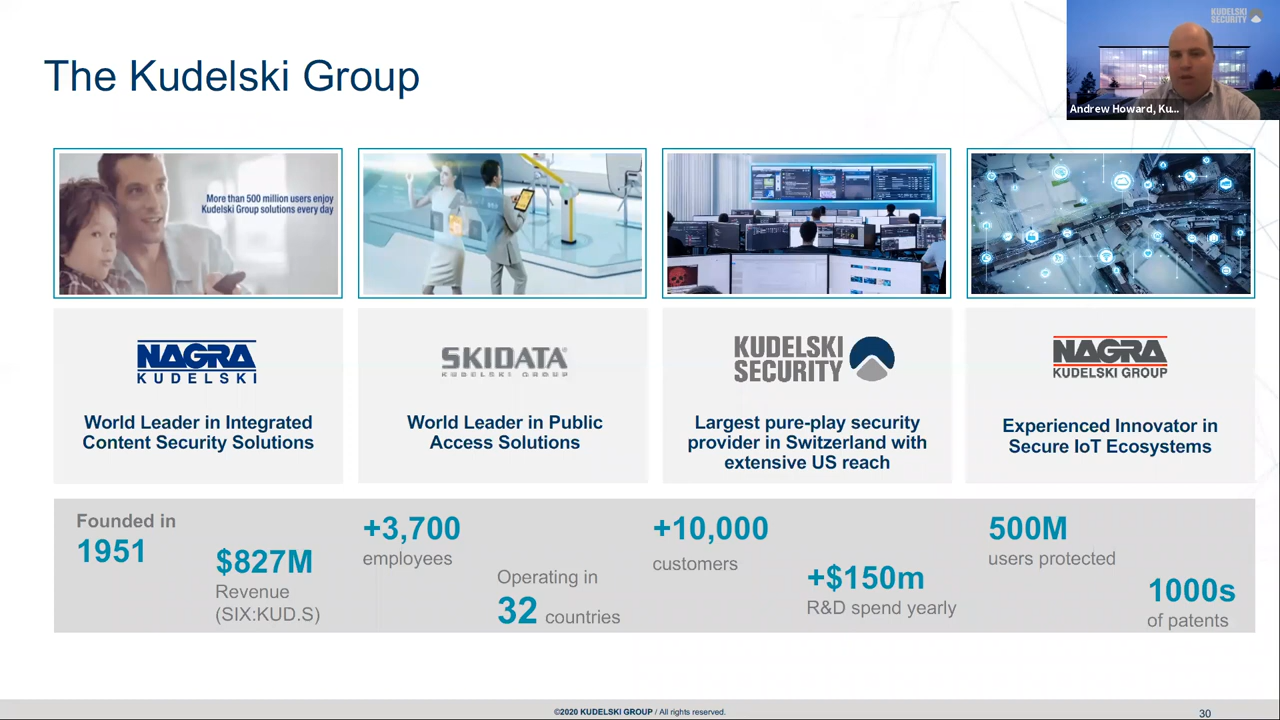 The Kudelski Group
KUDELSKI
SECURITY
Andrew Howard, Ku...
More than 500 million users enjoy
Kudelski Group solutions every day
NAGRA
KUDELSKI
World Leader in Integrated
Content Security Solutions
SKIDATA
KUDELSKI GROUP
World Leader in Public
Access Solutions
KUDELSKI
SECURITY
Largest pure-play security
provider in Switzerland with
extensive US reach
NAGRA
KUDELSKI GROUP
Experienced Innovator in
Secure IoT Ecosystems
Founded in
1951
$827M
Revenue
(SIX:KUD.S)
+3,700
employees
Operating in
32 countries
+10,000
customers
+$150m
R&D spend yearly
500M
users protected
1000s
of patents
©2020 KUDELSKI GROUP / All rights reserved.
30